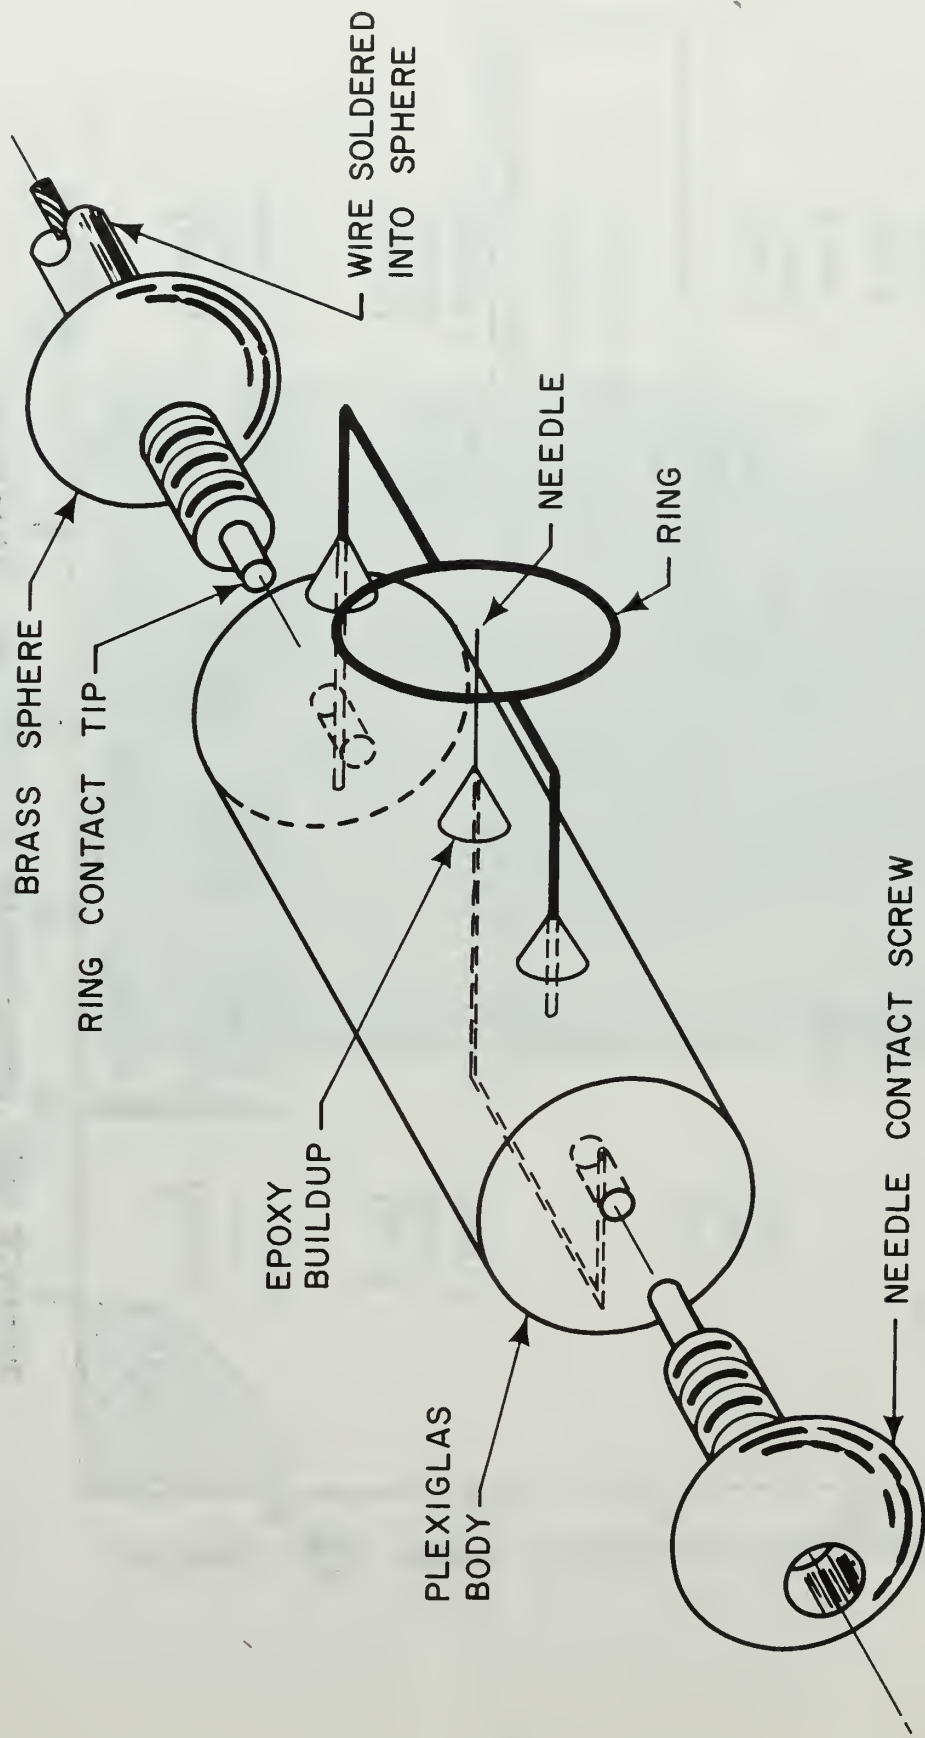 BRASS SPHERE
RING CONTACT TIP
WIRE SOLDERED
INTO SPHERE
EPOXY
BUILDUP
NEEDLE
RING
PLEXIGLAS
BODY
NEEDLE CONTACT SCREW